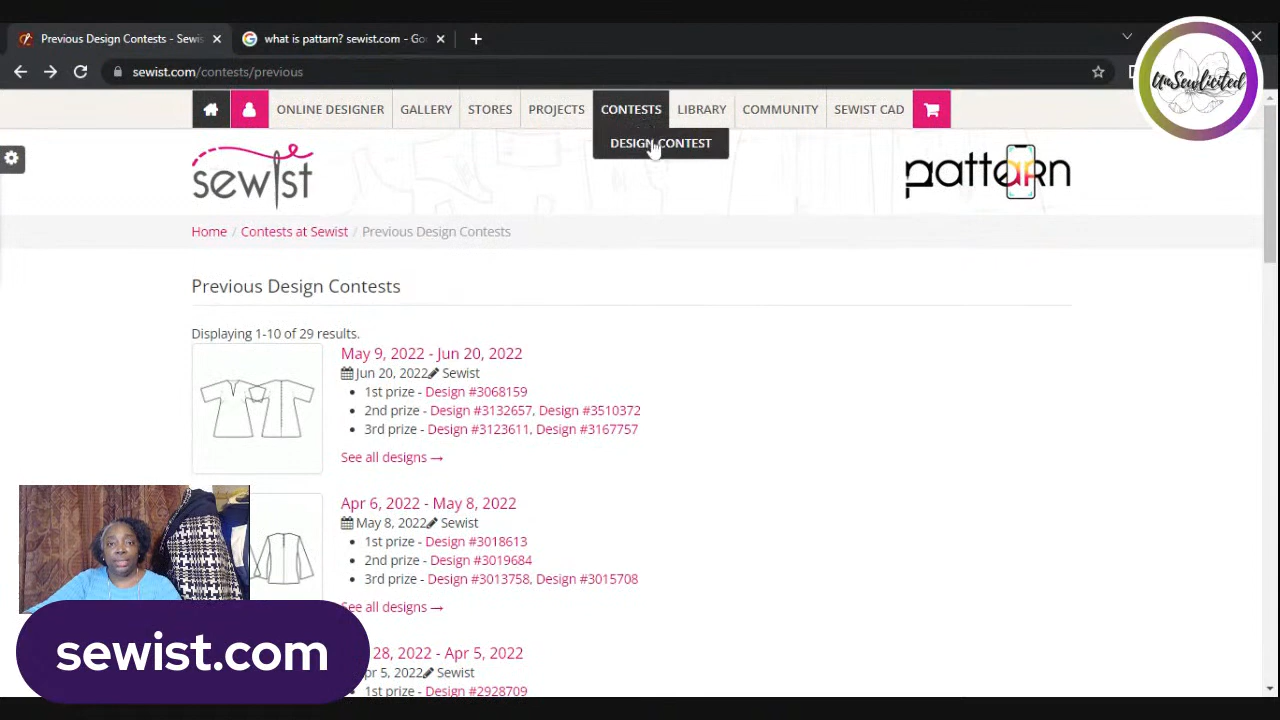 Previous Design Contests - Sewis
what is pattarn? sewist.com - Go
sewist.com/contests/previous
UnSewlicited
ONLINE DESIGNER GALLERY STORES PROJECTS CONTESTS LIBRARY COMMUNITY SEWIST CAD
DESIGN CONTEST
sewist
pattarn
Home / Contests at Sewist / Previous Design Contests
Previous Design Contests
Displaying 1-10 of 29 results.
May 9, 2022 - Jun 20, 2022
Jun 20, 2022 Sewist
1st prize - Design #3068159
2nd prize - Design #3132657, Design #3510372
3rd prize - Design #3123611, Design #3167757
See all designs →
Apr 6, 2022 - May 8, 2022
May 8, 2022 Sewist
1st prize - Design #3018613
2nd prize - Design #3019684
3rd prize - Design #3013758, Design #3015708
See all designs →
28, 2022 - Apr 5, 2022
pr 5, 2022 Sewist
1st prize - Design #2928709
sewist.com